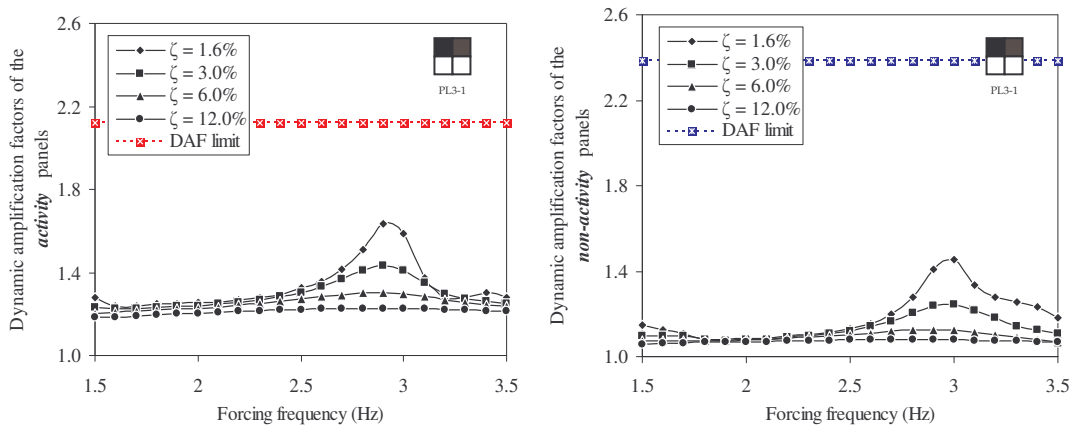 Dynamic amplification factors of the
activity panels
2.6
2.2
1.8
1.4
1.0
ζ = 1.6%
ζ = 3.0%
ζ = 6.0%
ζ = 12.0%
DAF limit
PL3-1
1.5
2
2.5
3
3.5
Forcing frequency (Hz)
Dynamic amplification factors of the
non-activity panels
2.6
2.2
1.8
1.4
1.0
ζ = 1.6%
ζ = 3.0%
ζ = 6.0%
ζ = 12.0%
DAF limit
PL3-1
1.5
2
2.5
3
3.5
Forcing frequency (Hz)